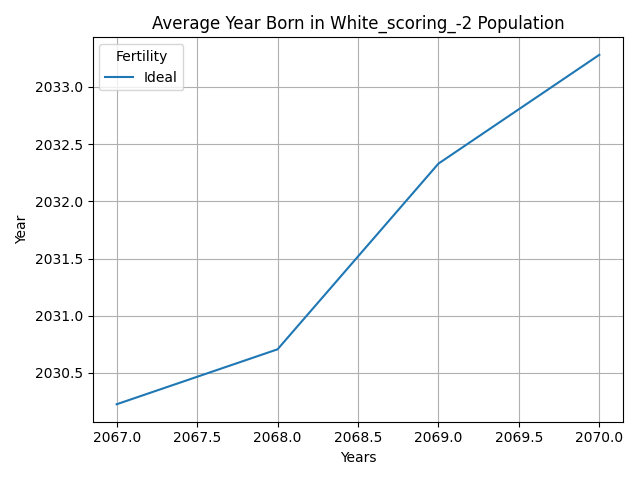 Average Year Born in White_scoring_-2 Population
Fertility
Ideal
2033.0
2032.5
2032.0
2031.5
2031.0
2030.5
Year
2067.0 2067.5 2068.0 2068.5 2069.0 2069.5 2070.0
Years